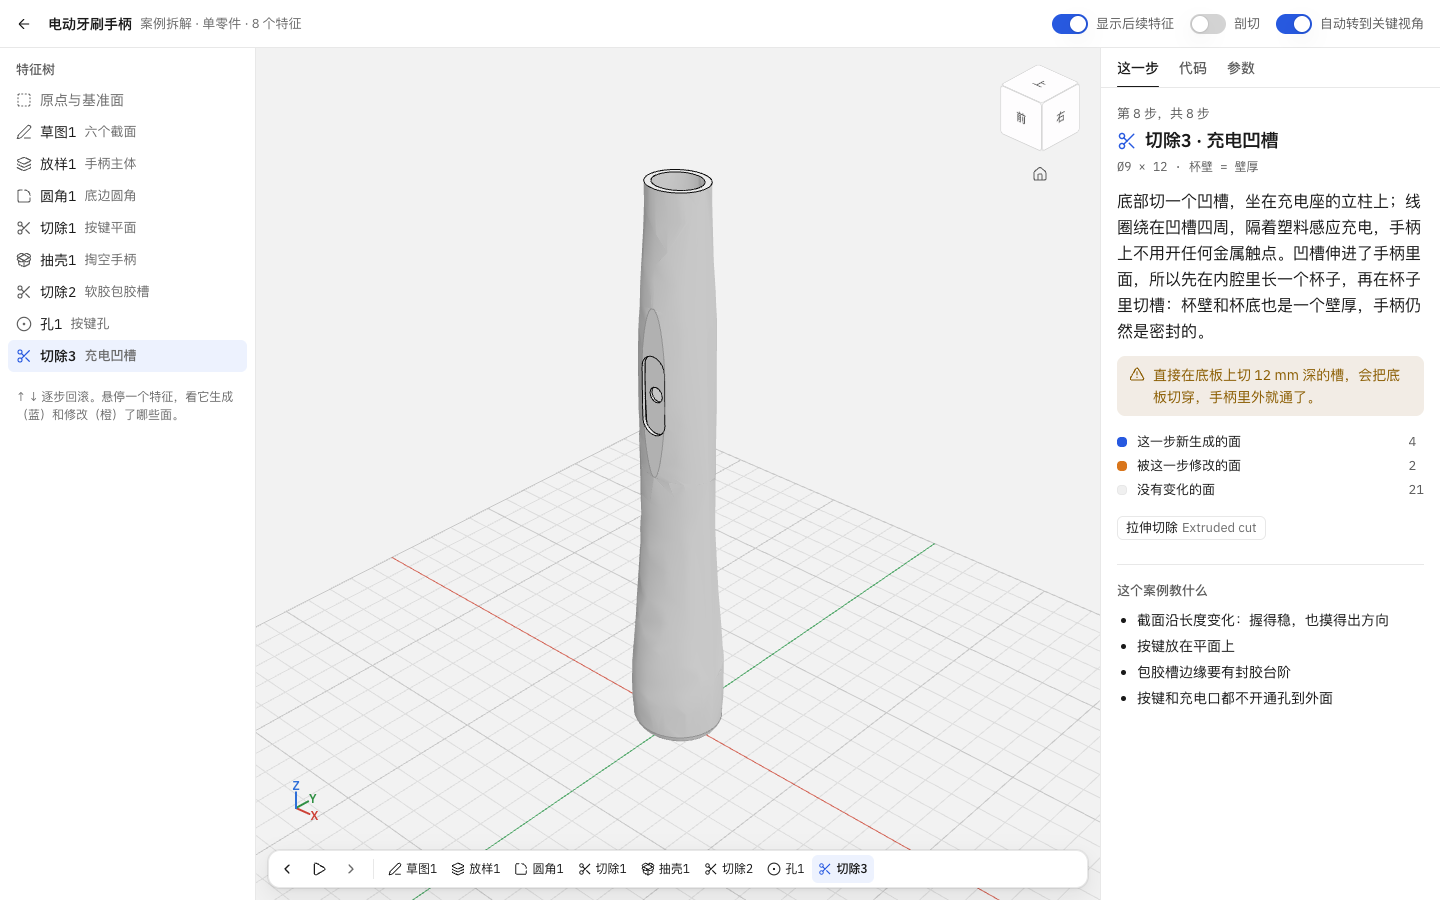 电动牙刷手柄 案例拆解 · 单零件 · 8 个特征
显示后续特征 剖切 自动转到关键视角
特征树
原点与基准面
草图1 六个截面
放样1 手柄主体
圆角1 底边圆角
切除1 按键平面
抽壳1 掏空手柄
切除2 软胶包胶槽
孔1 按键孔
切除3 充电凹槽
↑ ↓ 逐步回滚。悬停一个特征，看它生成
（蓝）和修改（橙）了哪些面。
上
前 右
Z
Y
X
草图1 放样1 圆角1 切除1 抽壳1 切除2 孔1 切除3
这一步 代码 参数
第 8 步，共 8 步
切除3 · 充电凹槽
Ø9 × 12 · 杯壁 = 壁厚
底部切一个凹槽，坐在充电座的立柱上；线
圈绕在凹槽四周，隔着塑料感应充电，手柄
上不用开任何金属触点。凹槽伸进了手柄里
面，所以先在内腔里长一个杯子，再在杯子
里切槽：杯壁和杯底也是一个壁厚，手柄仍
然是密封的。
直接在底板上切 12 mm 深的槽，会把底
板切穿，手柄里外就通了。
这一步新生成的面 4
被这一步修改的面 2
没有变化的面 21
拉伸切除 Extruded cut
这个案例教什么
• 截面沿长度变化：握得稳，也摸得出方向
• 按键放在平面上
• 包胶槽边缘要有封胶台阶
• 按键和充电口都不开通孔到外面